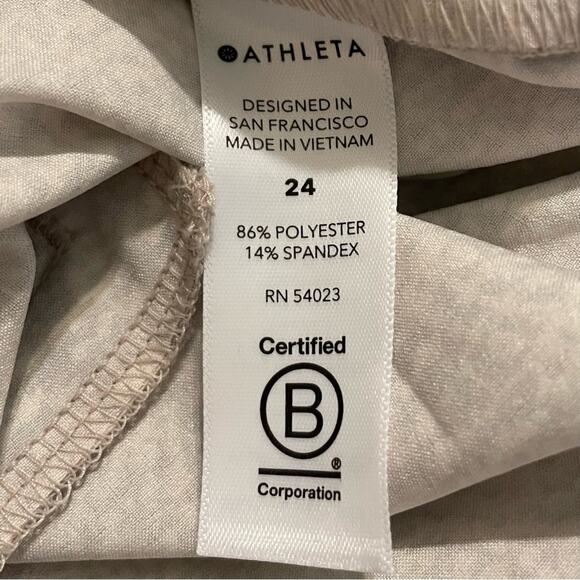 ATHLETA
DESIGNED IN
SAN FRANCISCO
MADE IN VIETNAM
24
86% POLYESTER
14% SPANDEX
RN 54023
Certified
B
®
Corporation